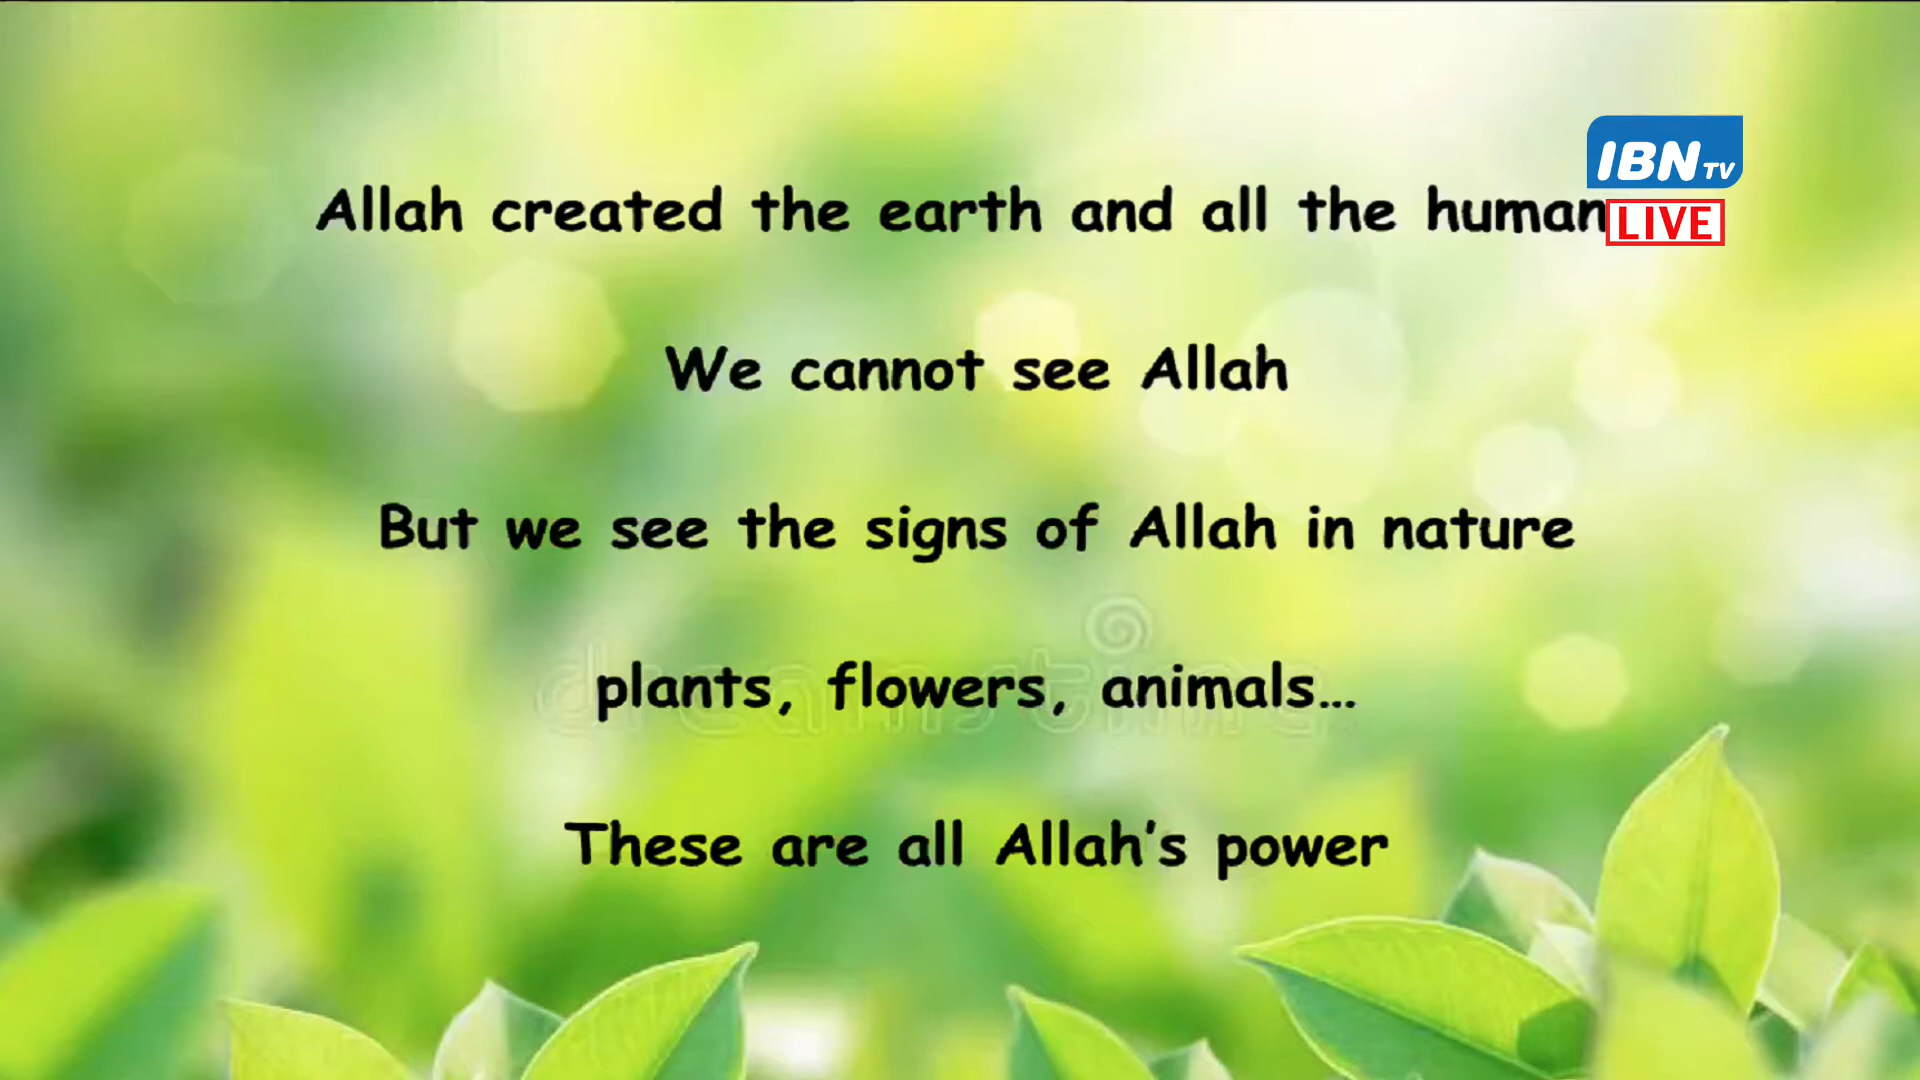 IBN TV
LIVE
Allah created the earth and all the human
We cannot see Allah
But we see the signs of Allah in nature
plants, flowers, animals...
These are all Allah's power
dreamstime